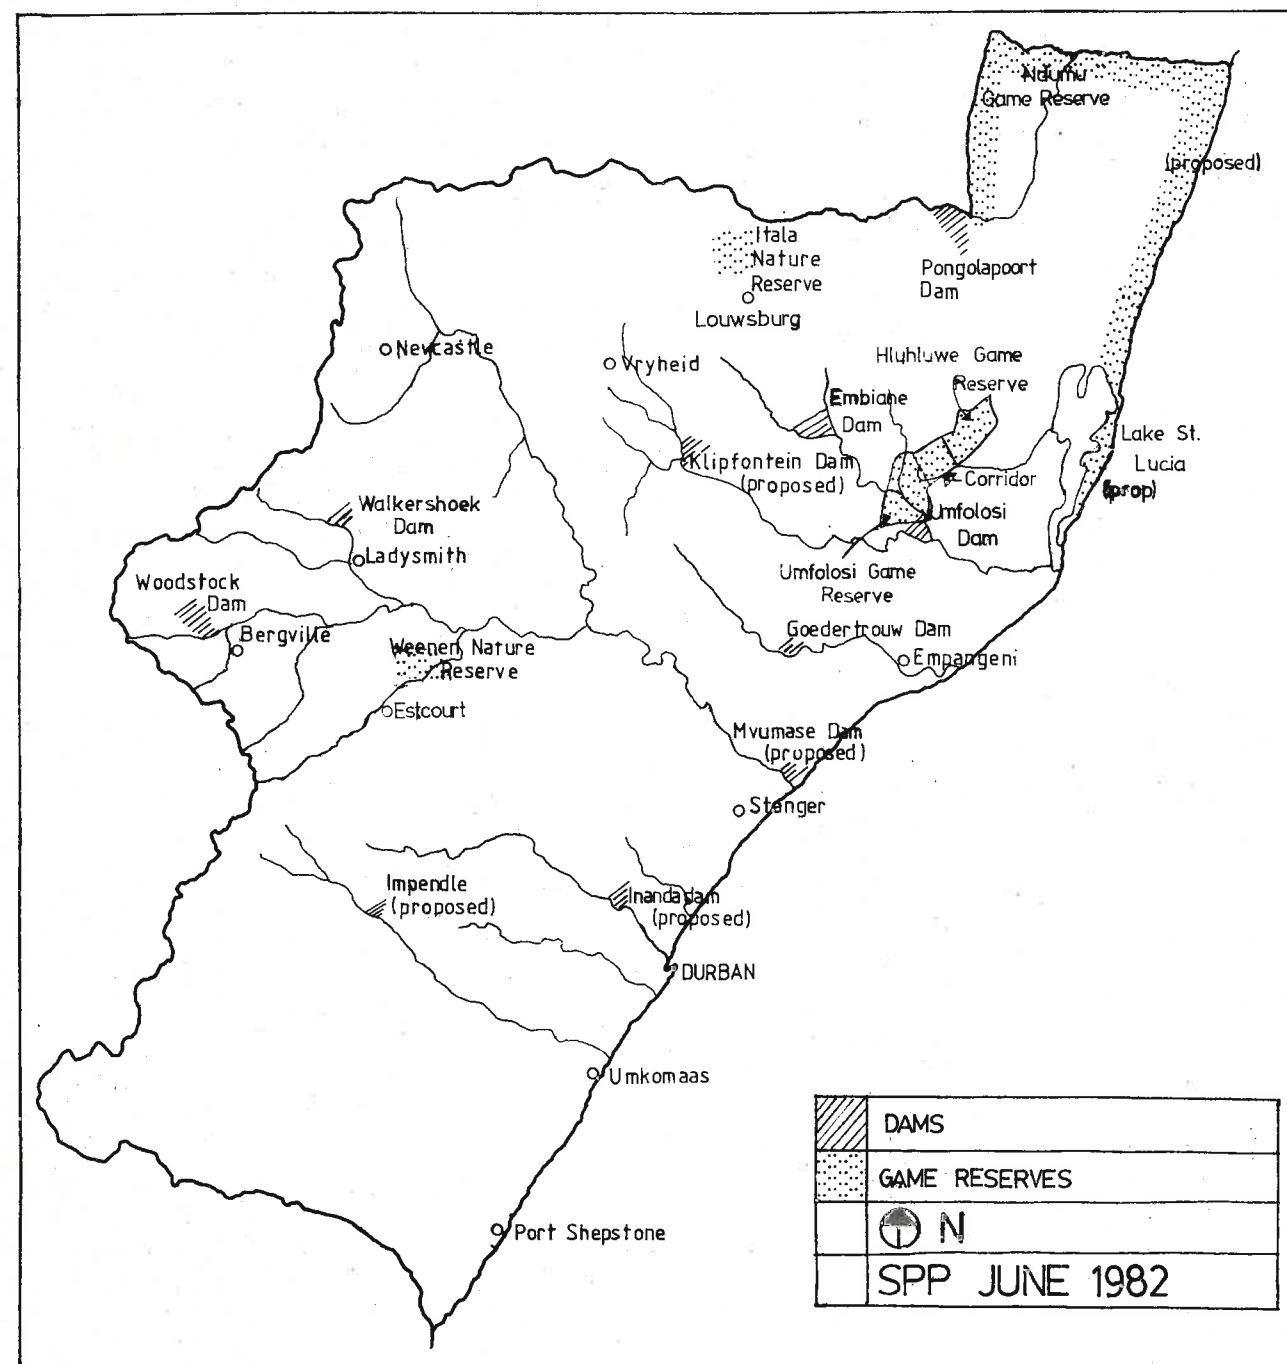 Ndumu
Game Reserve
(proposed)
Itala
Nature
Reserve
Louwsburg
Pongolapoort
Dam
Newcastle
Vryheid
Hluhluwe Game
Reserve
Embiane
Dam
Lake St.
Lucia
(prop)
Klipfontein Dam
(proposed)
Corridor
Walkershoek
Dam
Umfolosi
Dam
Ladysmith
Umfolosi Game
Reserve
Woodstock
Dam
Bergville
Goedertrouw Dam
Empangeni
Weenen Nature
Reserve
Estcourt
Mvumase Dam
(proposed)
Stanger
Impendle
(proposed)
Inandadam
(proposed)
DURBAN
Umkomaas
Port Shepstone
DAMS
GAME RESERVES
N
SPP JUNE 1982